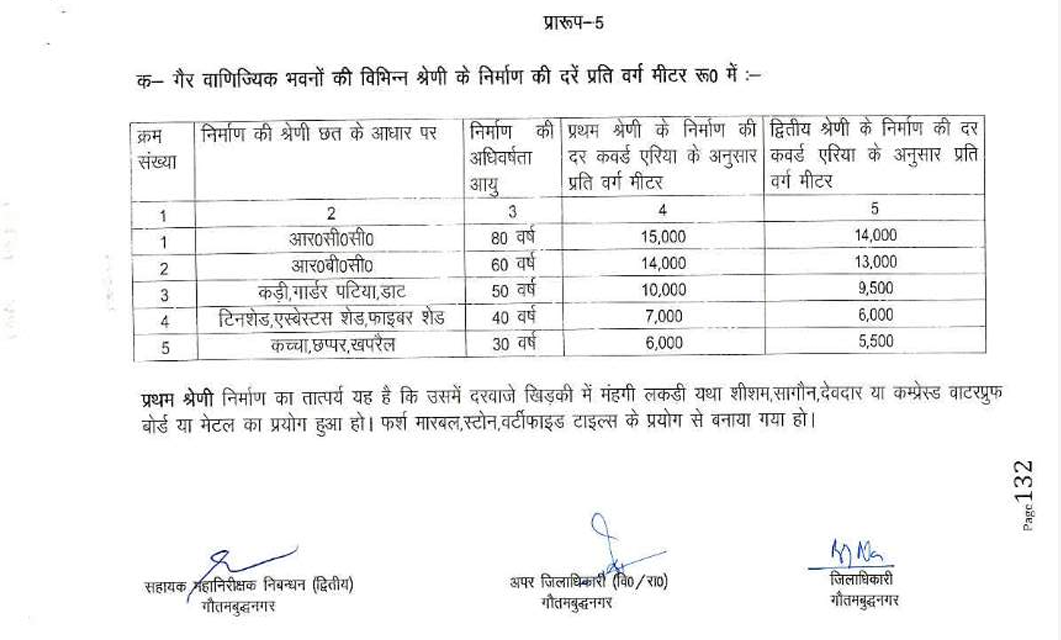 प्रारूप–5
क– गैर वाणिज्यिक भवनों की विभिन्न श्रेणी के निर्माण की दरें प्रति वर्ग मीटर रू0 में :–
क्रम संख्या निर्माण की श्रेणी छत के आधार पर निर्माण की अधिवर्षता आयु प्रथम श्रेणी के निर्माण की दर कवर्ड एरिया के अनुसार प्रति वर्ग मीटर द्वितीय श्रेणी के निर्माण की दर कवर्ड एरिया के अनुसार प्रति वर्ग मीटर
1 2 3 4 5
1 आर0सी0सी0 80 वर्ष 15,000 14,000
2 आर0बी0सी0 60 वर्ष 14,000 13,000
3 कड़ी,गार्डर पटिया,डाट 50 वर्ष 10,000 9,500
4 टिनशेड,एस्बेस्टस शेड,फाइबर शेड 40 वर्ष 7,000 6,000
5 कच्चा,छप्पर,खपरैल 30 वर्ष 6,000 5,500
प्रथम श्रेणी निर्माण का तात्पर्य यह है कि उसमें दरवाजे खिड़की में मंहगी लकडी यथा शीशम,सागौन,देवदार या कम्प्रेस्ड वाटरप्रुफ
बोर्ड या मेटल का प्रयोग हुआ हो। फर्श मारबल,स्टोन,वर्टीफाइड टाइल्स के प्रयोग से बनाया गया हो।
Page 132
सहायक महानिरीक्षक निबन्धन (द्वितीय) अपर जिलाधिकारी (वि0/रा0) जिलाधिकारी
गौतमबुद्धनगर गौतमबुद्धनगर गौतमबुद्धनगर